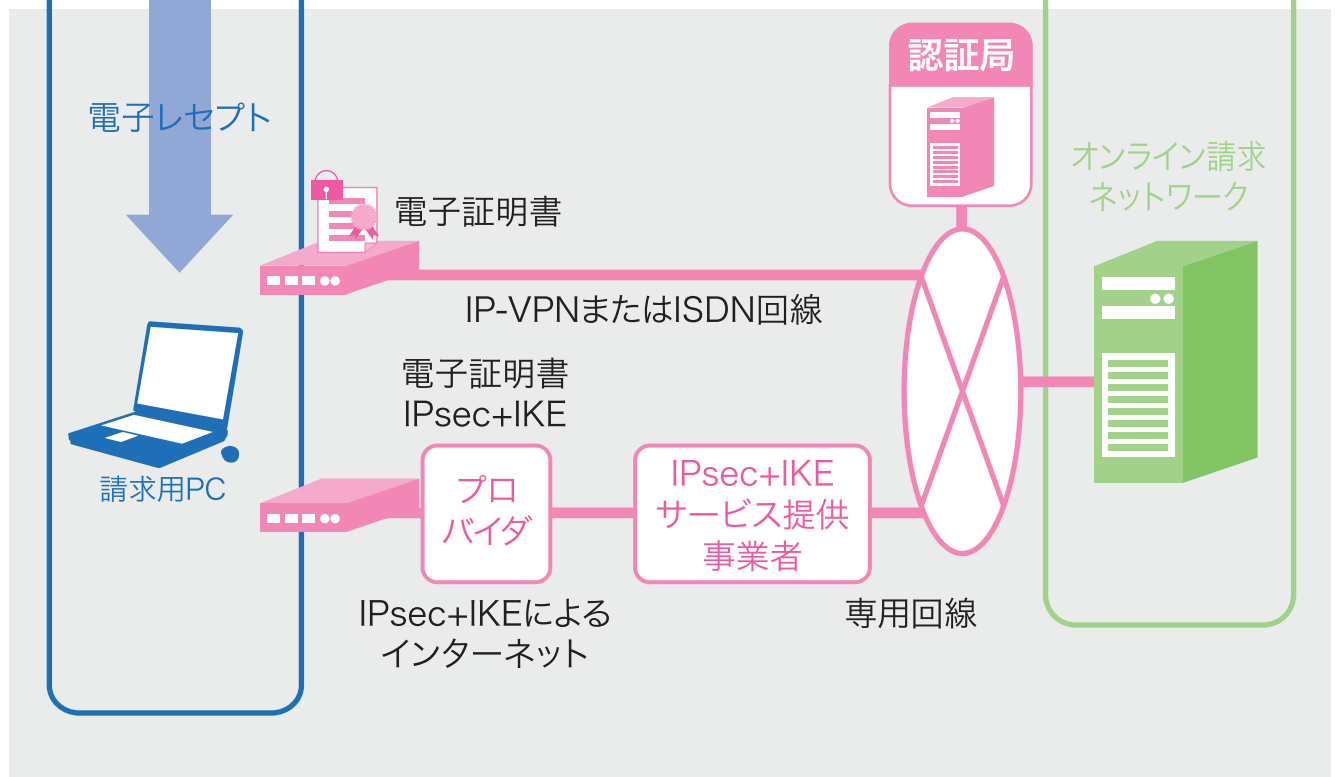 電子レセプト
請求用PC
電子証明書
IP-VPNまたはISDN回線
電子証明書
IPsec+IKE
プロ
バイダ
IPsec+IKEによる
インターネット
IPsec+IKE
サービス提供
事業者
専用回線
認証局
オンライン請求
ネットワーク